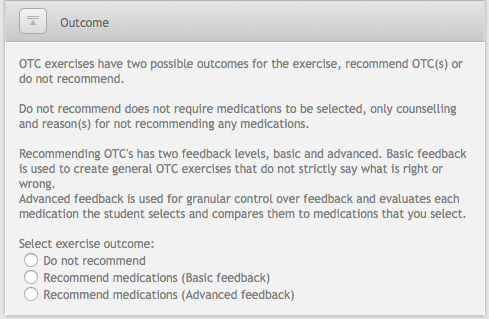 Outcome
OTC exercises have two possible outcomes for the exercise, recommend OTC(s) or
do not recommend.
Do not recommend does not require medications to be selected, only counselling
and reason(s) for not recommending any medications.
Recommending OTC's has two feedback levels, basic and advanced. Basic feedback
is used to create general OTC exercises that do not strictly say what is right or
wrong.
Advanced feedback is used for granular control over feedback and evaluates each
medication the student selects and compares them to medications that you select.
Select exercise outcome:
Do not recommend
Recommend medications (Basic feedback)
Recommend medications (Advanced feedback)